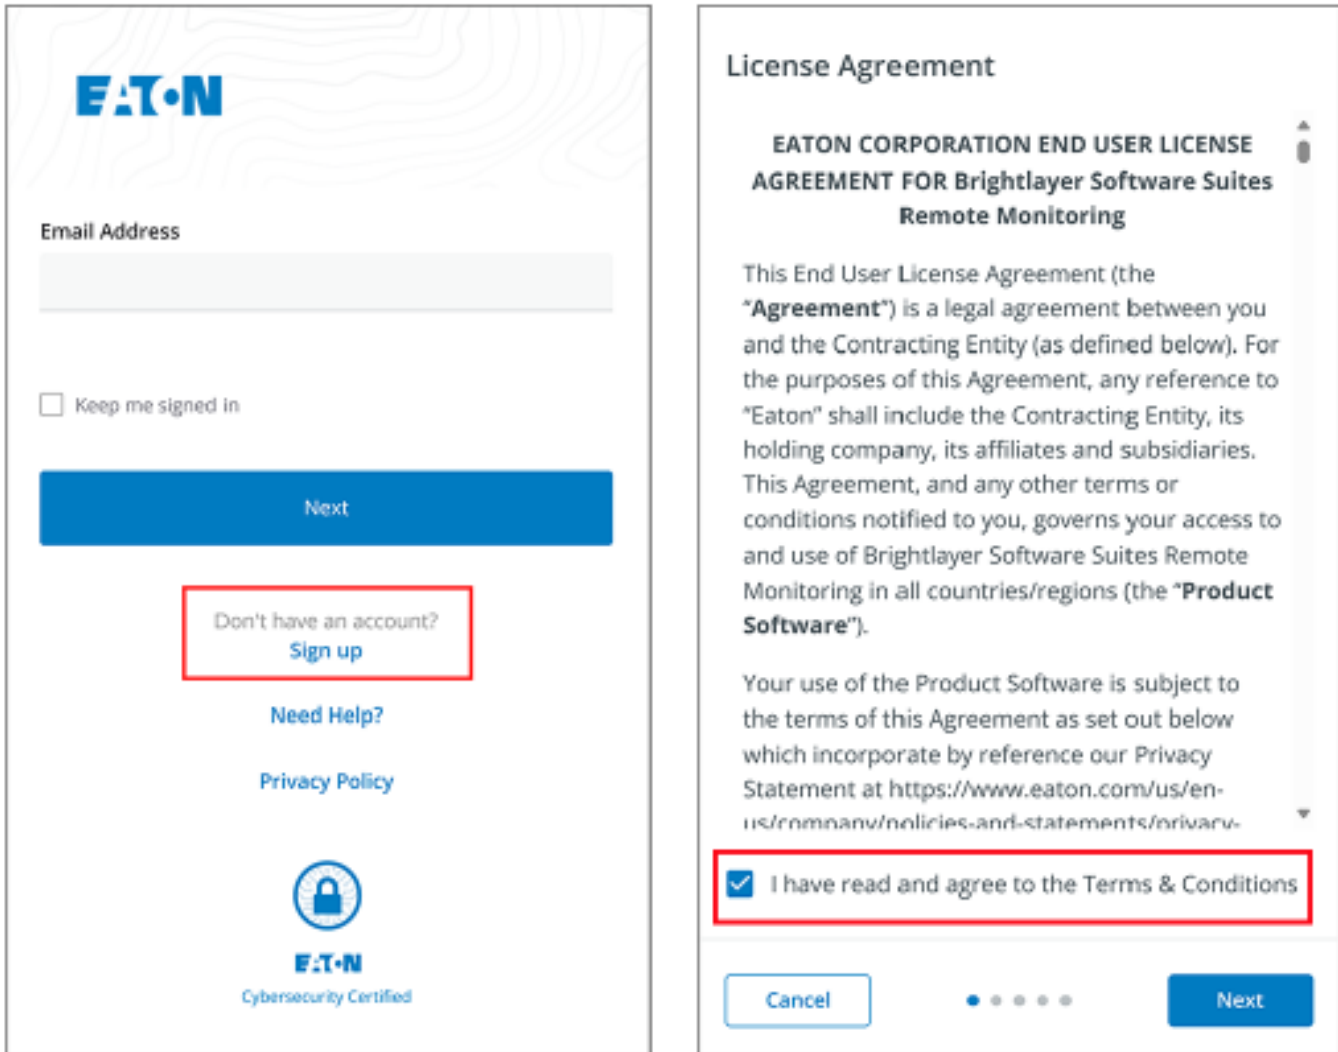 EATON
Email Address
Keep me signed in
Next
Don't have an account?
Sign up
Need Help?
Privacy Policy
EATON
Cybersecurity Certified
License Agreement
EATON CORPORATION END USER LICENSE
AGREEMENT FOR Brightlayer Software Suites
Remote Monitoring
This End User License Agreement (the
“Agreement”) is a legal agreement between you
and the Contracting Entity (as defined below). For
the purposes of this Agreement, any reference to
“Eaton” shall include the Contracting Entity, its
holding company, its affiliates and subsidiaries.
This Agreement, and any other terms or
conditions notified to you, governs your access to
and use of Brightlayer Software Suites Remote
Monitoring in all countries/regions (the “Product
Software”).
Your use of the Product Software is subject to
the terms of this Agreement as set out below
which incorporate by reference our Privacy
Statement at https://www.eaton.com/us/en-
us/company/policies-and-statements/privacy-
I have read and agree to the Terms & Conditions
Cancel
Next